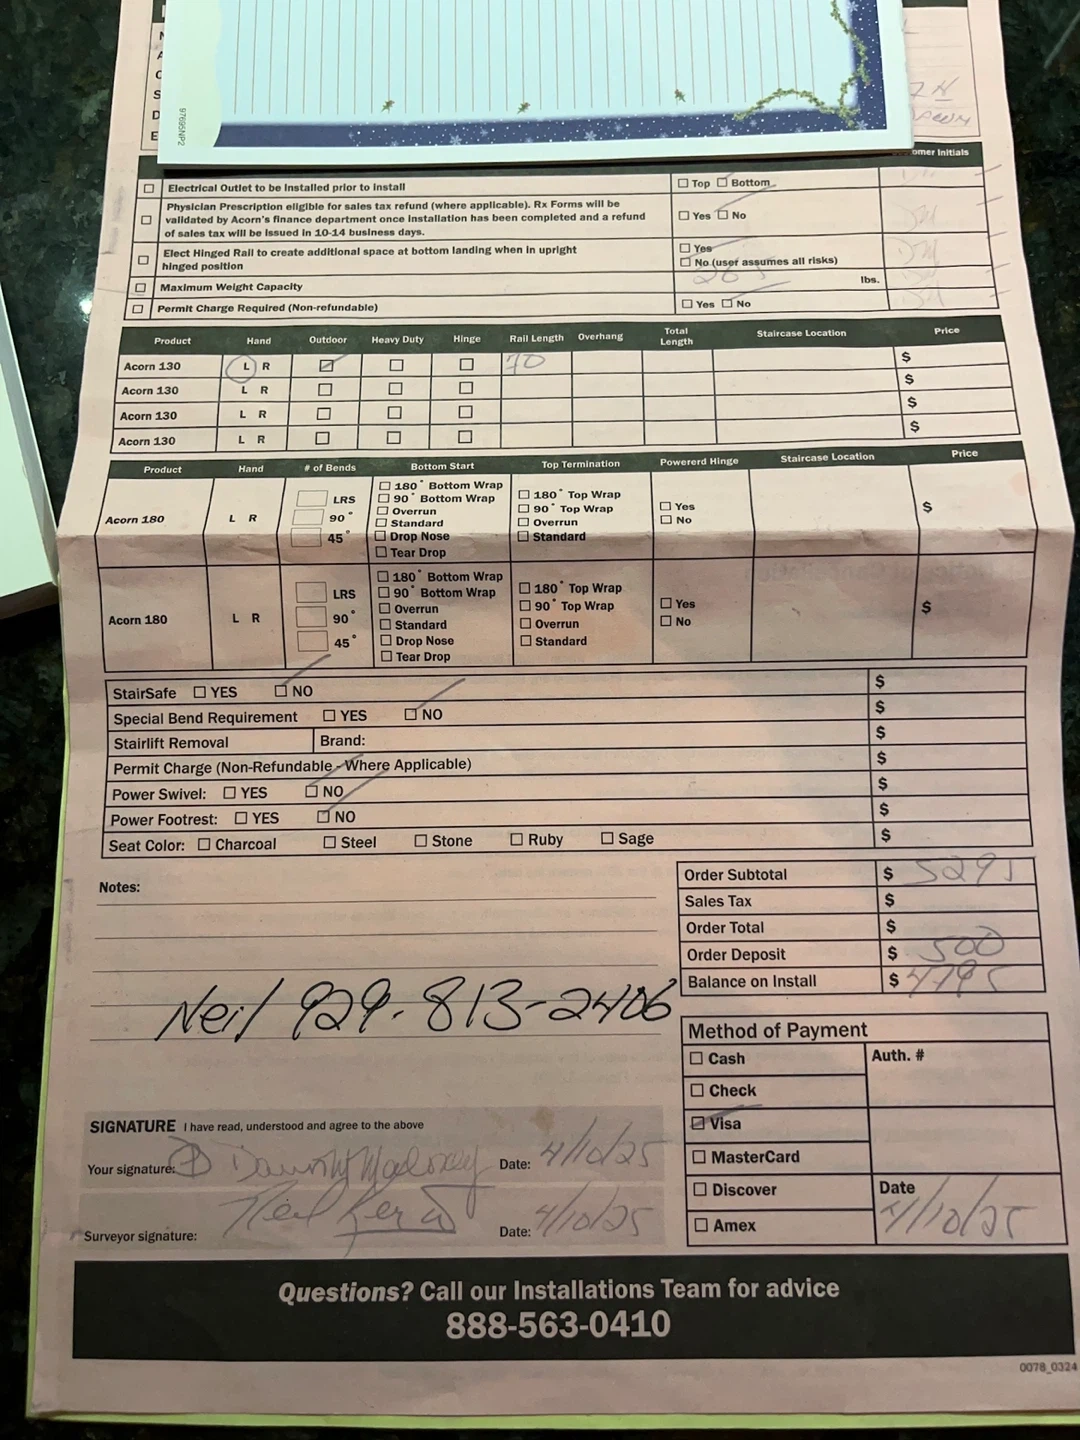 97695NP2
N
A
C
S
D
E
omer Initials
☐ Electrical Outlet to be Installed prior to install ☐ Top ☐ Bottom
☐ Physician Prescription eligible for sales tax refund (where applicable). Rx Forms will be
validated by Acorn's finance department once installation has been completed and a refund
of sales tax will be issued in 10-14 business days. ☐ Yes ☐ No
☐ Elect Hinged Rail to create additional space at bottom landing when in upright
hinged position ☐ Yes
☐ No (user assumes all risks)
☐ Maximum Weight Capacity 265 lbs.
☐ Permit Charge Required (Non-refundable) ☐ Yes ☐ No
Product Hand Outdoor Heavy Duty Hinge Rail Length Overhang Total Length Staircase Location Price
Acorn 130 L R ☑ ☐ ☐ 70 $
Acorn 130 L R ☐ ☐ ☐ $
Acorn 130 L R ☐ ☐ ☐ $
Acorn 130 L R ☐ ☐ ☐ $
Product Hand # of Bends Bottom Start Top Termination Powererd Hinge Staircase Location Price
Acorn 180 L R
LRS
90°
45°
☐ 180° Bottom Wrap
☐ 90° Bottom Wrap
☐ Overrun
☐ Standard
☐ Drop Nose
☐ Tear Drop
☐ 180° Top Wrap
☐ 90° Top Wrap
☐ Overrun
☐ Standard
☐ Yes
☐ No
$
Acorn 180 L R
LRS
90°
45°
☐ 180° Bottom Wrap
☐ 90° Bottom Wrap
☐ Overrun
☐ Standard
☐ Drop Nose
☐ Tear Drop
☐ 180° Top Wrap
☐ 90° Top Wrap
☐ Overrun
☐ Standard
☐ Yes
☐ No
$
StairSafe ☐ YES ☐ NO $
Special Bend Requirement ☐ YES ☐ NO $
Stairlift Removal Brand: $
Permit Charge (Non-Refundable - Where Applicable) $
Power Swivel: ☐ YES ☐ NO $
Power Footrest: ☐ YES ☐ NO $
Seat Color: ☐ Charcoal ☐ Steel ☐ Stone ☐ Ruby ☐ Sage $
Notes:
Neil 929-813-2406
Order Subtotal $ 5295
Sales Tax $
Order Total $
Order Deposit $ 500
Balance on Install $ 4795
Method of Payment
☐ Cash Auth. #
☐ Check
☑ Visa
☐ MasterCard
☐ Discover Date
☐ Amex 4/10/25
SIGNATURE I have read, understood and agree to the above
Your signature: Date: 4/10/25
Surveyor signature: Neil Date: 4/10/25
Questions? Call our Installations Team for advice
888-563-0410
0078_0324